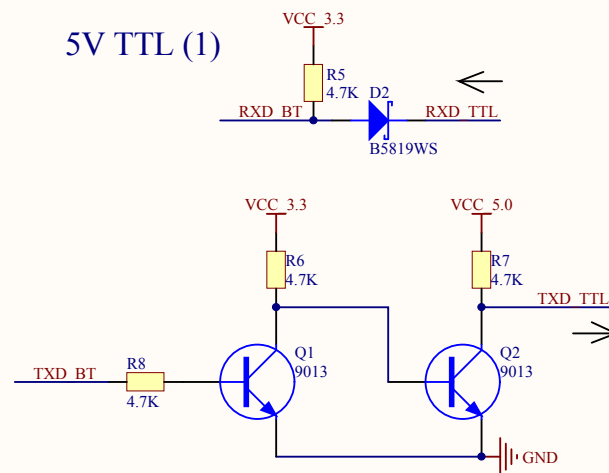 5V TTL (1)
VCC_3.3
R5
4.7K
D2
RXD_BT
RXD_TTL
B5819WS
VCC_3.3
VCC_5.0
R6
4.7K
R7
4.7K
TXD_TTL
Q1
9013
Q2
9013
TXD_BT
R8
4.7K
GND